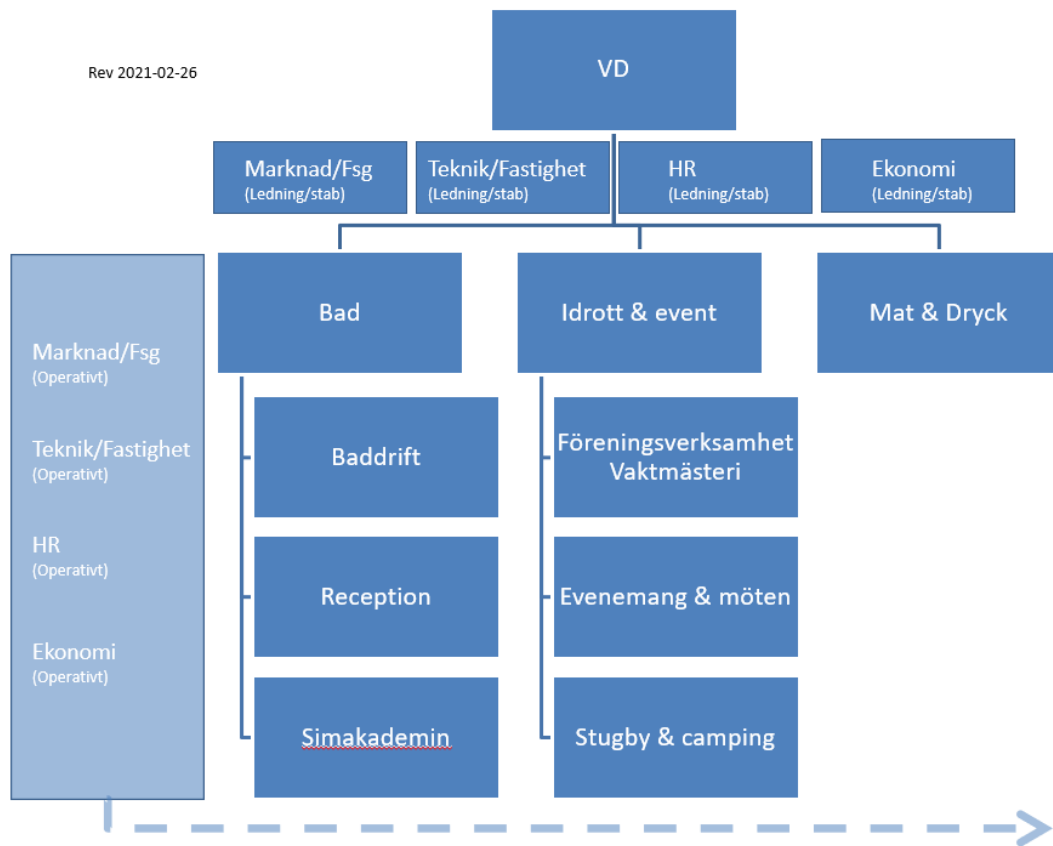 Rev 2021-02-26
VD
Marknad/Fsg
(Ledning/stab)
Teknik/Fastighet
(Ledning/stab)
HR
(Ledning/stab)
Ekonomi
(Ledning/stab)
Marknad/Fsg
(Operativt)
Teknik/Fastighet
(Operativt)
HR
(Operativt)
Ekonomi
(Operativt)
Bad
Baddrift
Reception
Simakademin
Idrott & event
Föreningsverksamhet
Vaktmästeri
Evenemang & möten
Stugby & camping
Mat & Dryck